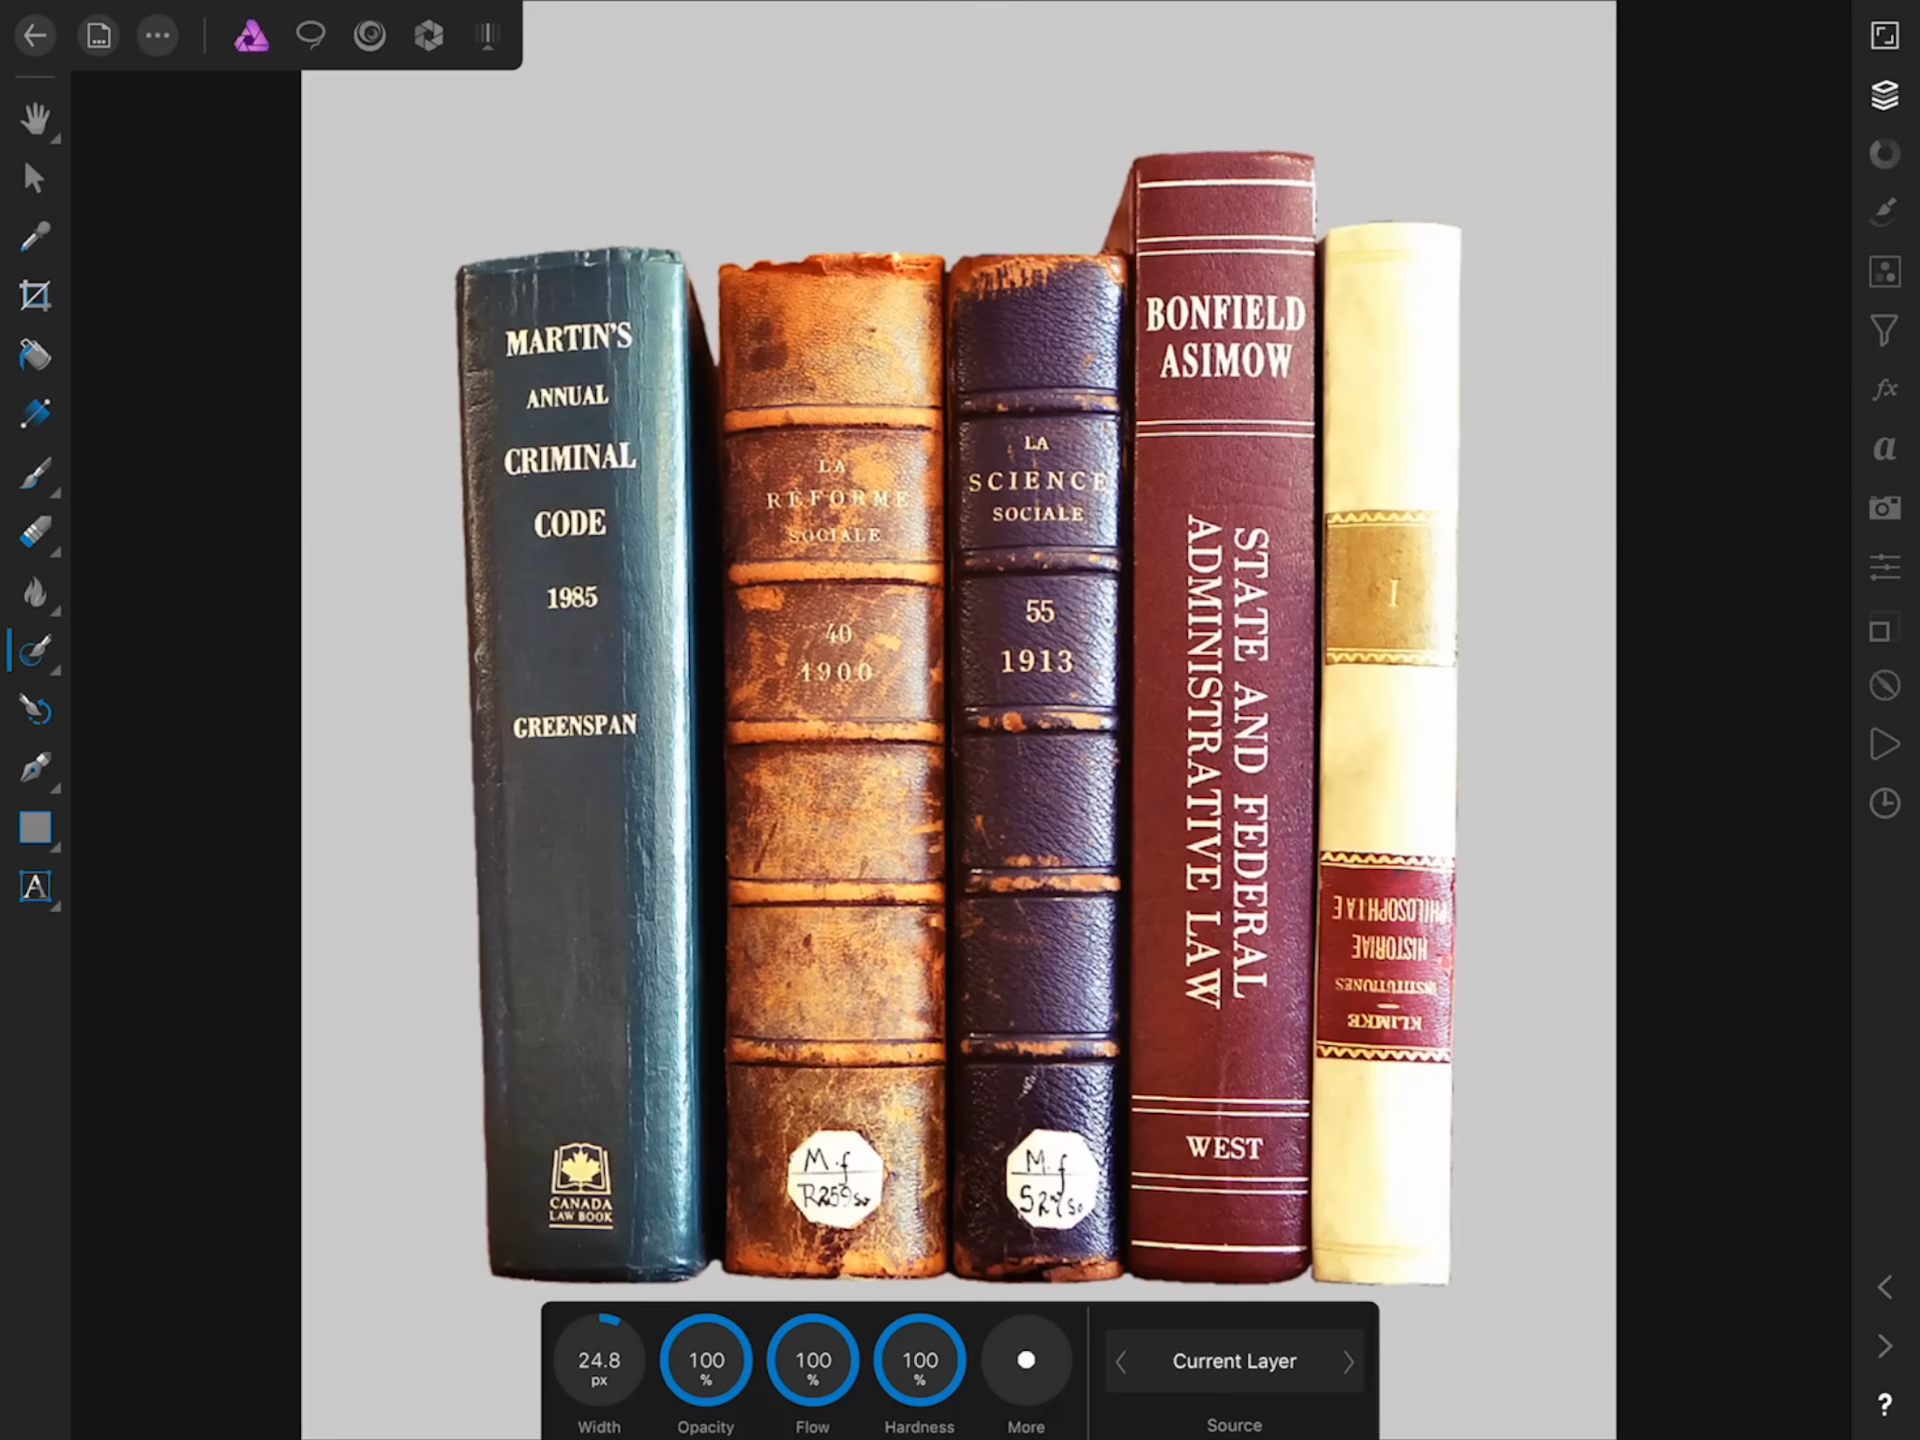 MARTIN'S
ANNUAL
CRIMINAL
CODE
1985
GREENSPAN
CANADA
LAW BOOK
LA
REFORME
SOCIALE
40
1900
M.f
R259so
LA
SCIENCE
SOCIALE
55
1913
M.f
BONFIELD
ASIMOW
STATE AND FEDERAL
ADMINISTRATIVE LAW
WEST
I
KLIMKE
INSTITUTIONES
HISTORIAE
PHILOSOPHIAE
24.8
px
Width
100
%
Opacity
100
%
Flow
100
%
Hardness
More
Current Layer
Source